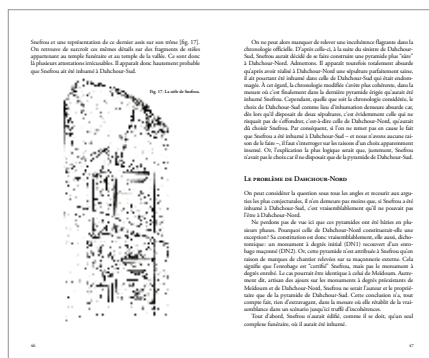 Snefrou et une représentation de ce dernier assis sur son trône [fig. 17].
On retrouve de surcroît ces mêmes détails sur des fragments de stèles
appartenant au temple funéraire et au temple de la vallée. Ce sont donc
là plusieurs attestations irrécusables. Il apparaît donc hautement probable
que Snefrou ait été inhumé à Dahchour-Sud.
Fig. 17. La stèle de Snefrou.
46
On ne peut alors manquer de relever une incohérence flagrante dans la
chronologie officielle. D'après celle-ci, à la suite du sinistre de Dahchour-
Sud, Snefrou aurait décidé de se faire construire une pyramide plus "sûre"
à Dahchour-Nord. Admettons. Il apparaît toutefois totalement absurde
qu'après avoir réalisé à Dahchour-Nord une sépulture parfaitement saine,
il ait pourtant été inhumé dans celle de Dahchour-Sud qui était endom-
magée. À cet égard, la chronologie modifiée s'avère plus cohérente, dans la
mesure où c'est finalement dans la dernière pyramide érigée qu'aurait été
inhumé Snefrou. Cependant, quelle que soit la chronologie considérée, le
choix de Dahchour-Sud comme lieu d'inhumation demeure absurde car,
dès lors qu'il disposait de deux sépultures, c'est évidemment celle qui ne
risquait pas de s'effondrer, c'est-à-dire celle de Dahchour-Nord, qu'aurait
dû choisir Snefrou. Par conséquent, si l'on ne remet pas en cause le fait
que Snefrou a été inhumé à Dahchour-Sud – et nous n'avons aucune rai-
son de le faire –, il faut s'interroger sur les raisons d'un choix apparemment
insensé. Or, l'explication la plus logique serait que, justement, Snefrou
n'avait pas le choix car il ne disposait que de la pyramide de Dahchour-Sud.
Le problème de Dahchour-Nord
On peut considérer la question sous tous les angles et recourir aux argu-
ties les plus conjecturales, il n'en demeure pas moins que, si Snefrou a été
inhumé à Dahchour-Sud, c'est vraisemblablement qu'il ne pouvait pas
l'être à Dahchour-Nord.
Ne perdons pas de vue ici que ces pyramides ont été bâties en plu-
sieurs phases. Pourquoi celle de Dahchour-Nord constituerait-elle une
exception? Sa constitution est donc vraisemblablement, elle aussi, dicho-
tomique: un monument à degrés initial (DN1) recouvert d'un enro-
bage maçonné (DN2). Or, cette pyramide n'est attribuée à Snefrou qu'en
raison de marques de chantier relevées sur sa maçonnerie externe. Cela
signifie que l'enrobage est "certifié" Snefrou, mais pas le monument à
degrés enrobé. Le cas pourrait être identique à celui de Meïdoum. Autre-
ment dit, artisan des ajouts sur les monuments à degrés préexistants de
Meïdoum et de Dahchour-Nord, Snefrou ne serait l'auteur et le proprié-
taire que de la pyramide de Dahchour-Sud. Cette conclusion n'a, tout
compte fait, rien d'extravagant, dans la mesure où elle rétablit de la vrai-
semblance dans un scénario jusqu'ici truffé d'incohérences.
Tout d'abord, Snefrou n'aurait édifié, comme il se doit, qu'un seul
complexe funéraire, où il aurait été inhumé.
47